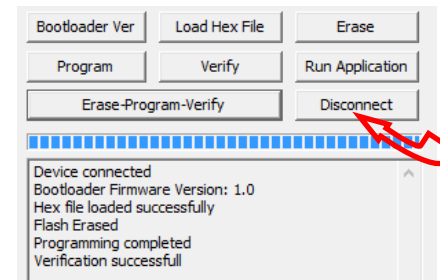 Bootloader Ver Load Hex File Erase
Program Verify Run Application
Erase-Program-Verify Disconnect
Device connected
Bootloader Firmware Version: 1.0
Hex file loaded successfully
Flash Erased
Programming completed
Verification successfull